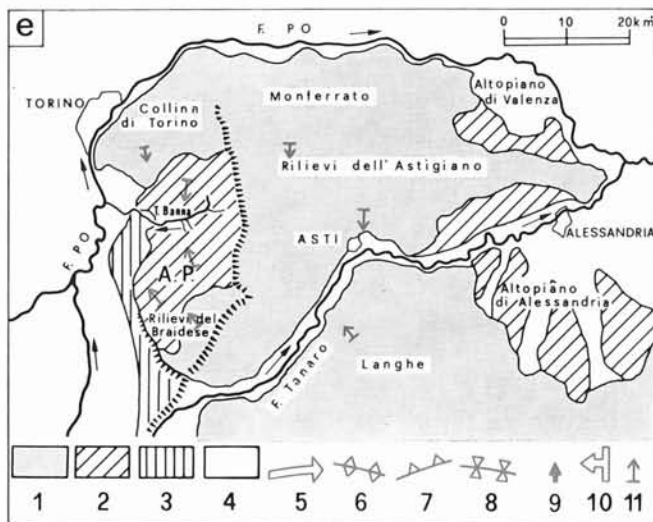 e
F. PO
0 10 20km
TORINO
Collina
di Torino
Monferrato
Altopiano
di Valenza
Rilievi dell'Astigiano
T. Banna
ASTI
ALESSANDRIA
F. PO
A.P.
Rilievi del
Braidese
Altopiano
di Alessandria
F. Tanaro
Langhe
1 2 3 4 5 6 7 8 9 10 11